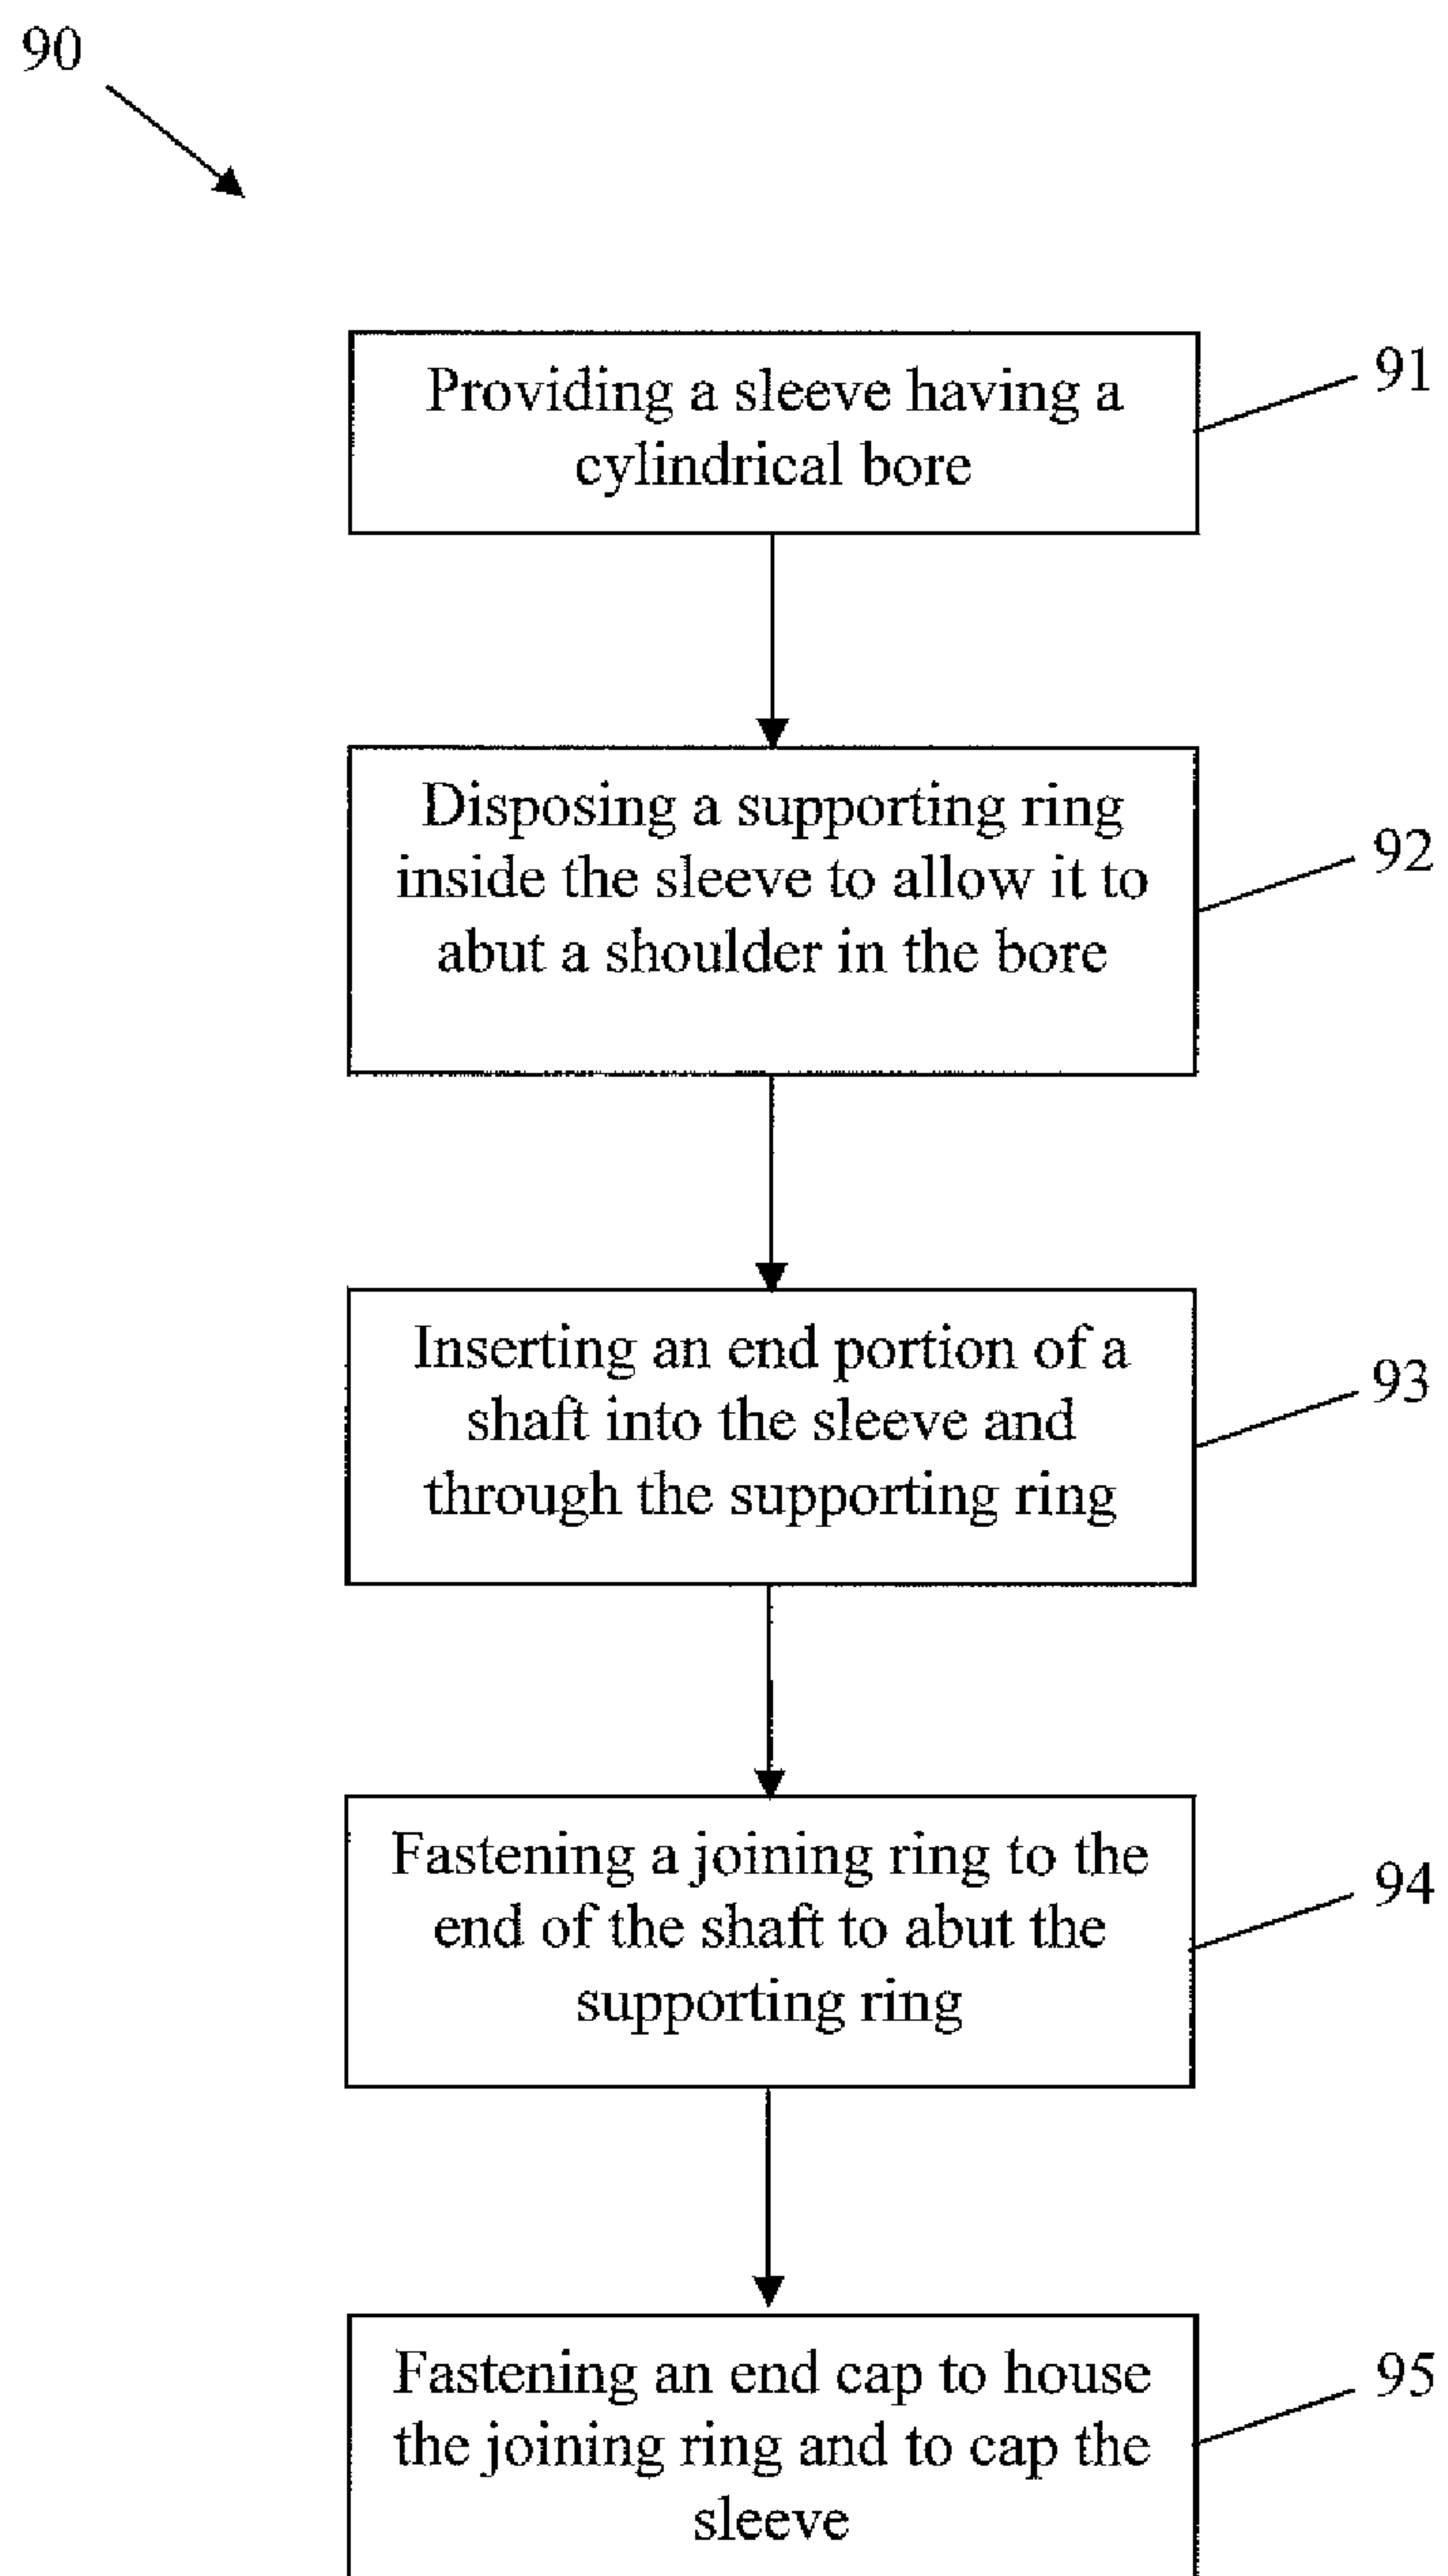 90
Providing a sleeve having a
cylindrical bore
91
Disposing a supporting ring
inside the sleeve to allow it to
abut a shoulder in the bore
92
Inserting an end portion of a
shaft into the sleeve and
through the supporting ring
93
Fastening a joining ring to the
end of the shaft to abut the
supporting ring
94
Fastening an end cap to house
the joining ring and to cap the
sleeve
95